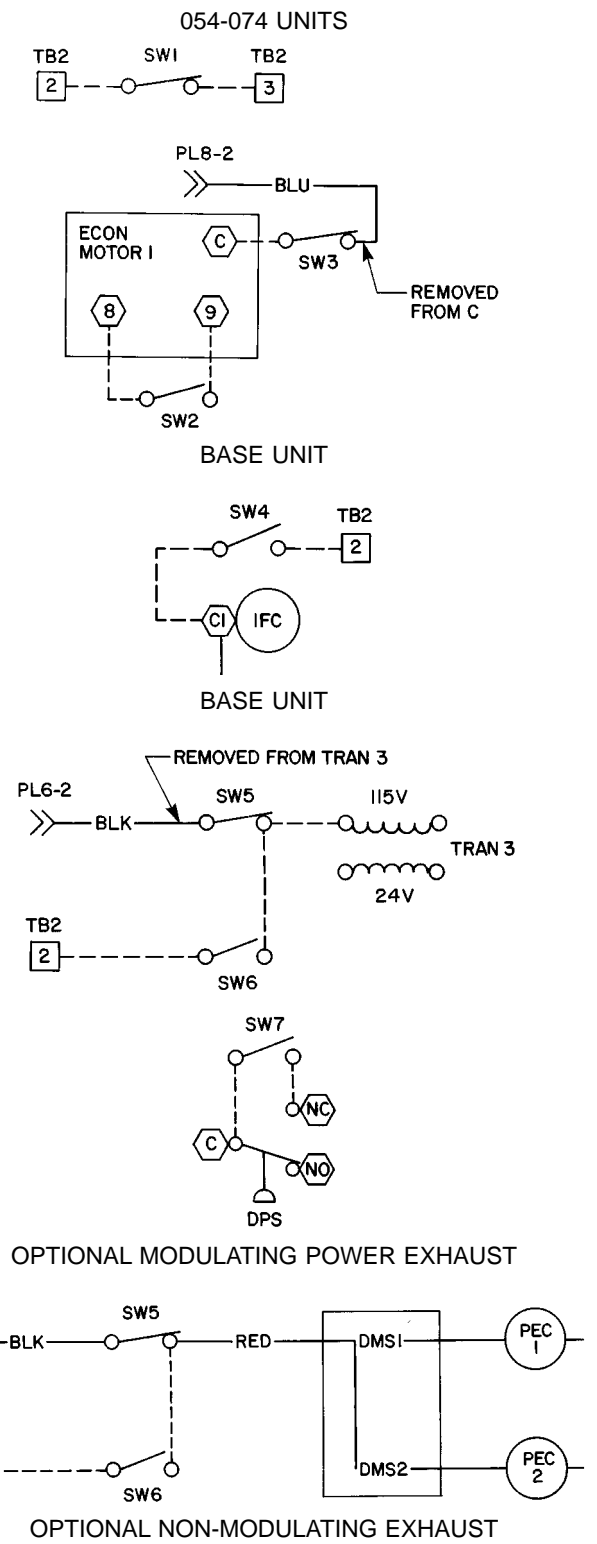 054-074 UNITS
TB2 SW1 TB2
2 3
PL8-2
BLU
ECON MOTOR 1
C
SW3
REMOVED FROM C
8 9
SW2
BASE UNIT
SW4 TB2
2
C1 IFC
BASE UNIT
REMOVED FROM TRAN 3
PL6-2 SW5 115V
BLK
TRAN 3
24V
TB2
2
SW6
SW7
NC
C
NO
DPS
OPTIONAL MODULATING POWER EXHAUST
SW5
BLK RED DMS1 PEC 1
DMS2 PEC 2
SW6
OPTIONAL NON-MODULATING EXHAUST